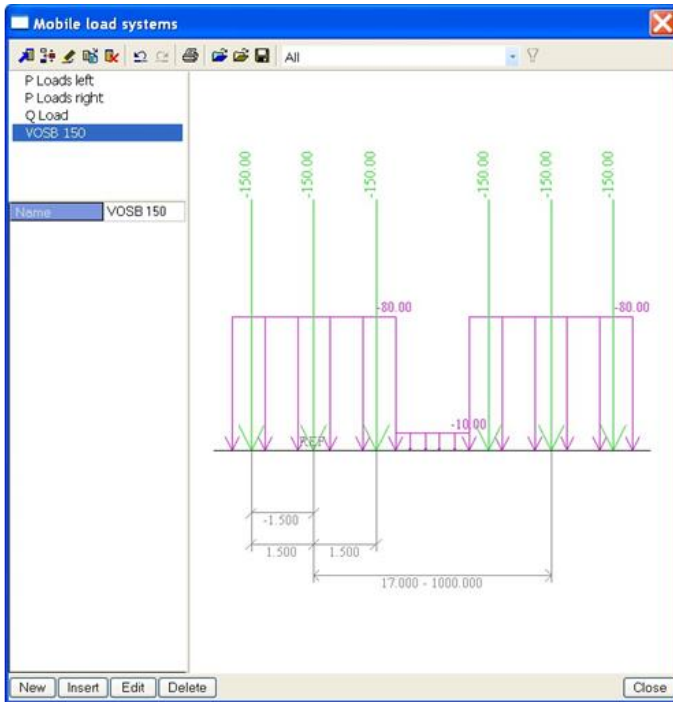 Mobile load systems
All
P Loads left
P Loads right
Q Load
VOSB 150
Name VOSB 150
-150.00 -150.00 -150.00 -150.00 -150.00 -150.00
-80.00 -80.00
-10.00
REF
-1.500
1.500 1.500
17.000 - 1000.000
New Insert Edit Delete Close